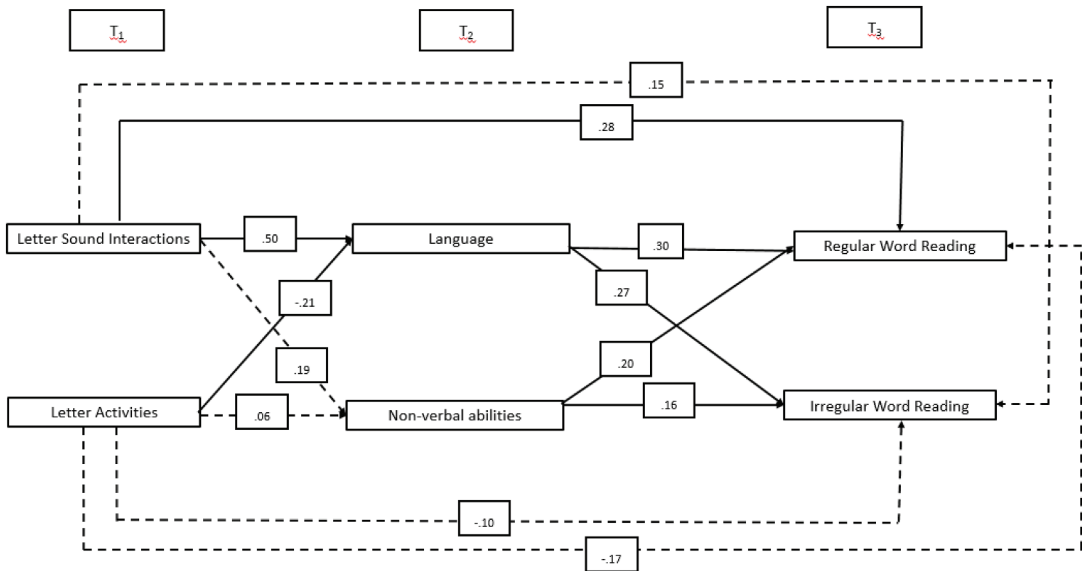 T1
T2
T3
.15
.28
Letter Sound Interactions
.50
Language
.30
Regular Word Reading
.27
-.21
.19
.20
Letter Activities
.06
Non-verbal abilities
.16
Irregular Word Reading
-.10
-.17